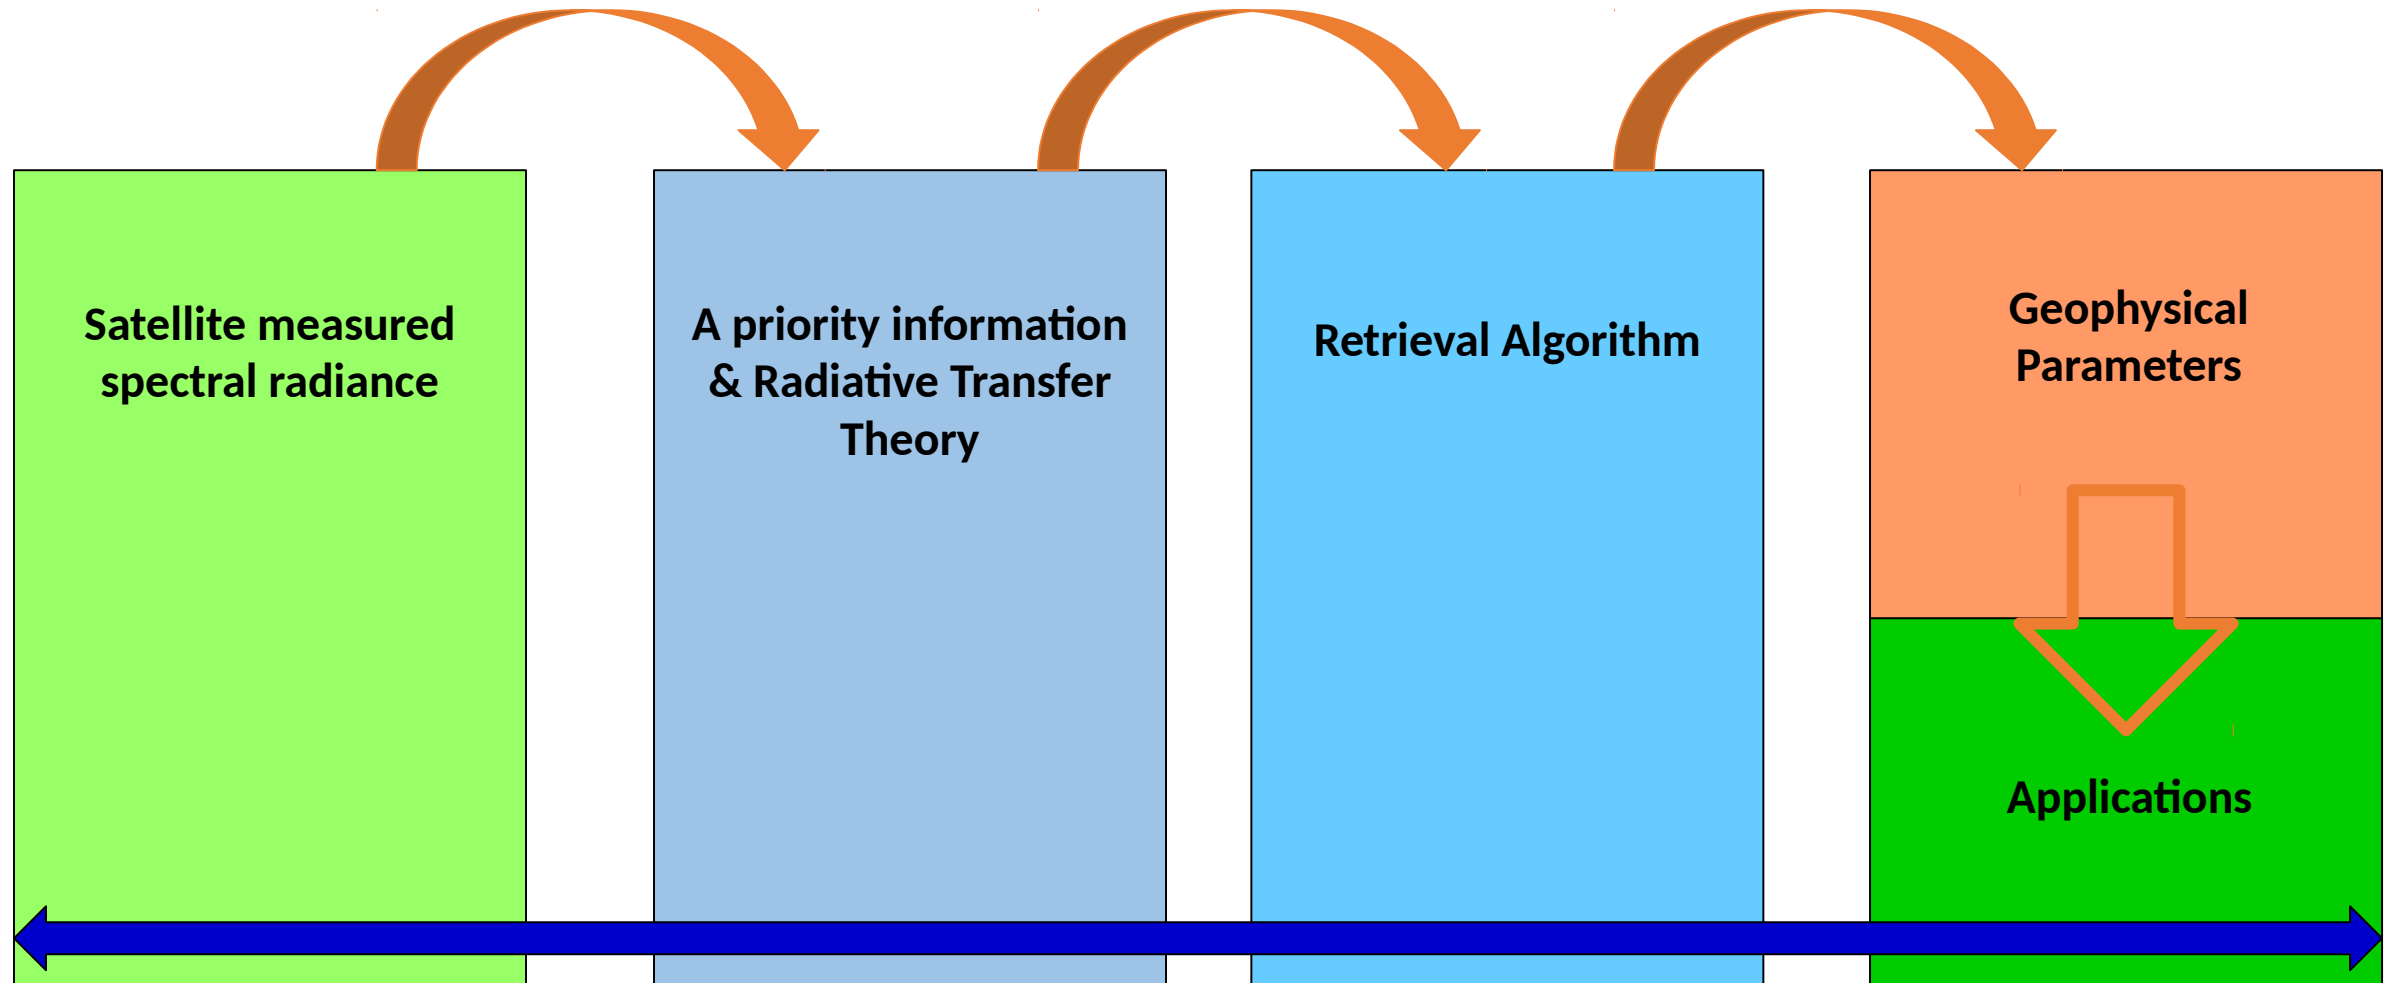 Satellite measured
spectral radiance
A priority information
& Radiative Transfer
Theory
Retrieval Algorithm
Geophysical
Parameters
Applications